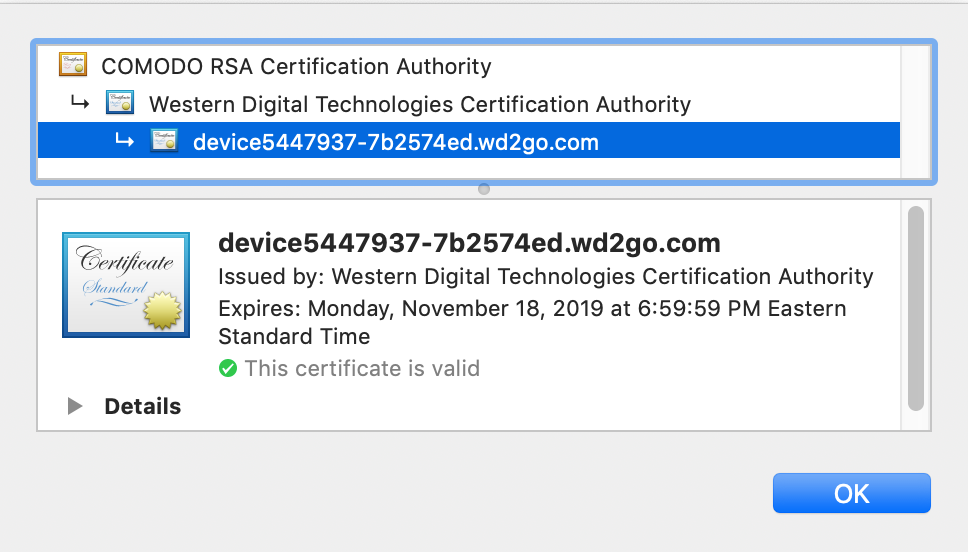 COMODO RSA Certification Authority
Western Digital Technologies Certification Authority
device5447937-7b2574ed.wd2go.com
Certificate
Standard
device5447937-7b2574ed.wd2go.com
Issued by: Western Digital Technologies Certification Authority
Expires: Monday, November 18, 2019 at 6:59:59 PM Eastern
Standard Time
This certificate is valid
Details
OK